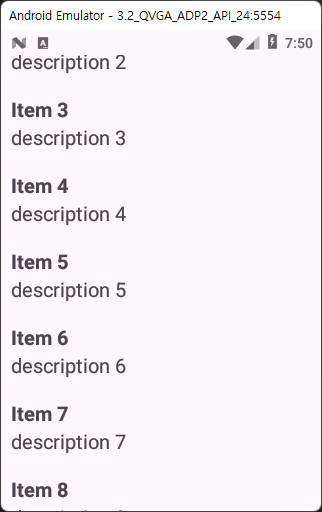 Android Emulator - 3.2_QVGA_ADP2_API_24:5554
7:50
description 2
Item 3
description 3
Item 4
description 4
Item 5
description 5
Item 6
description 6
Item 7
description 7
Item 8